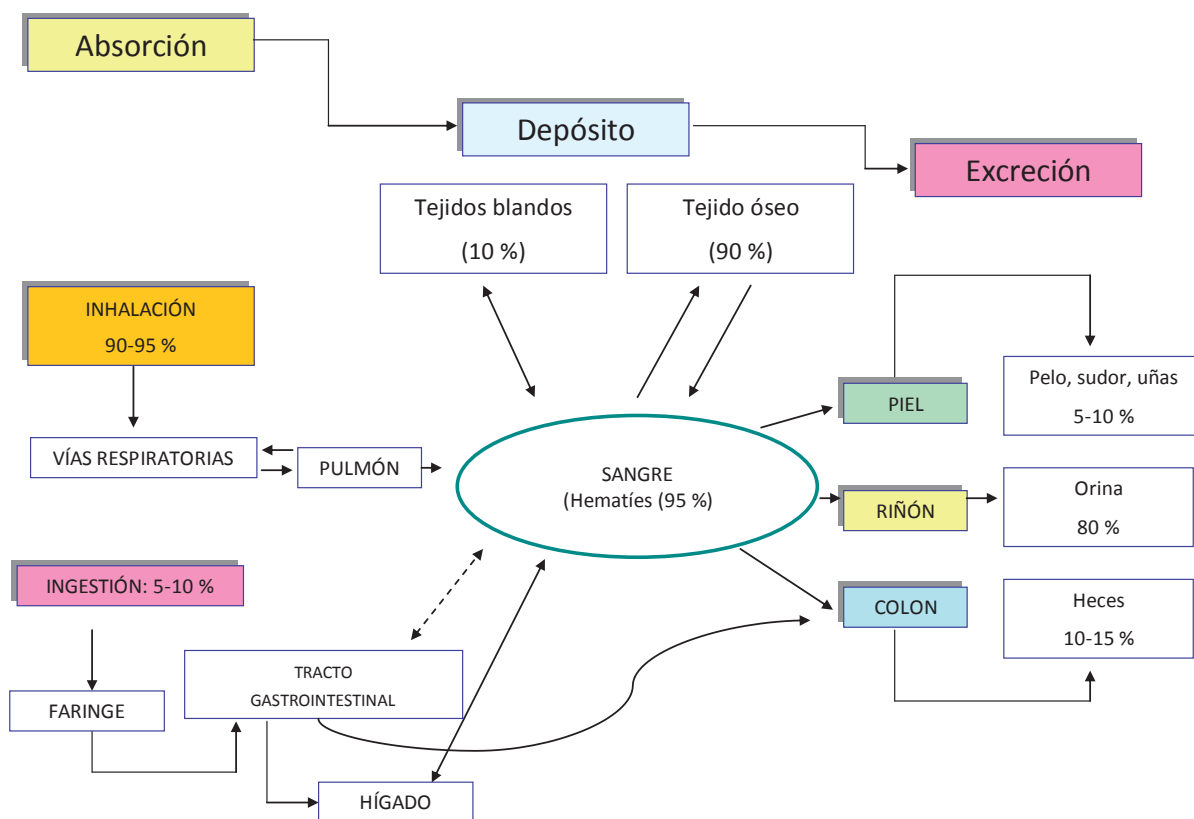 Absorción
Depósito
Excreción
Tejidos blandos
(10 %)
Tejido óseo
(90 %)
INHALACIÓN
90-95 %
VÍAS RESPIRATORIAS
PULMÓN
SANGRE
(Hematíes (95 %)
PIEL
Pelo, sudor, uñas
5-10 %
RIÑÓN
Orina
80 %
INGESTIÓN: 5-10 %
COLON
Heces
10-15 %
FARINGE
TRACTO
GASTROINTESTINAL
HÍGADO